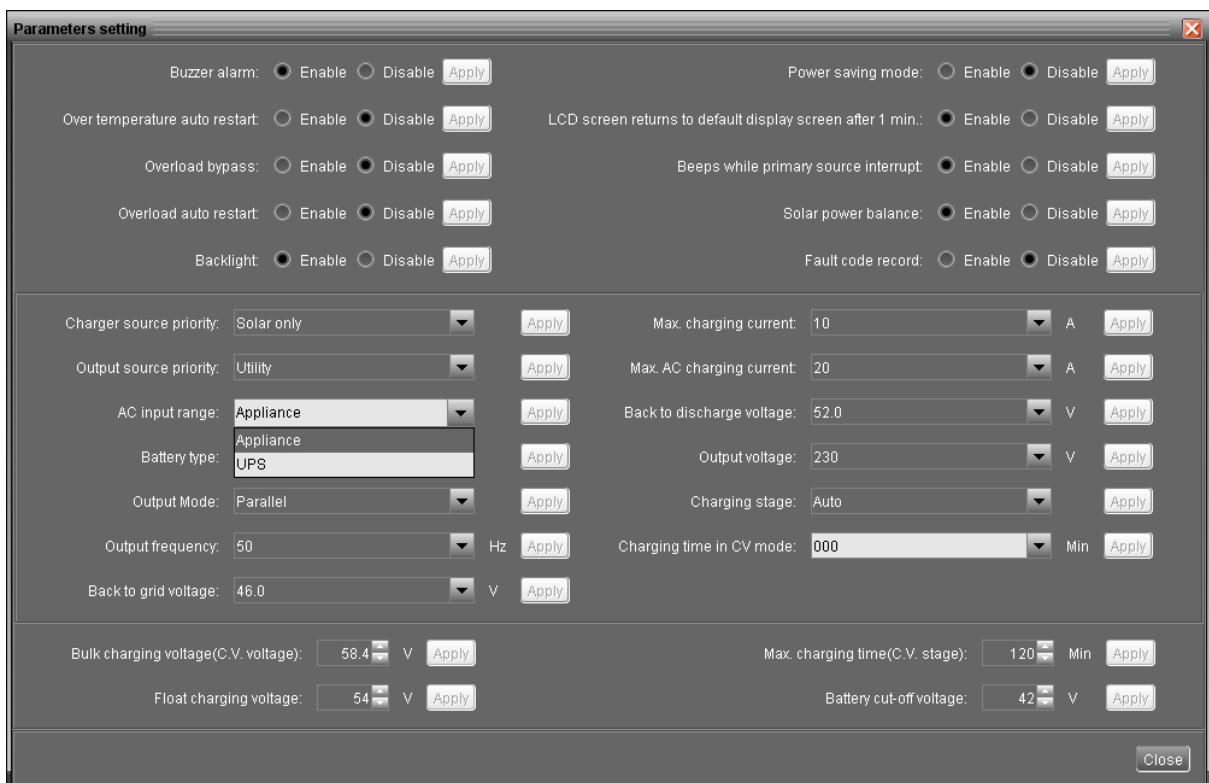 Parameters setting
Buzzer alarm: Enable Disable Apply Power saving mode: Enable Disable Apply
Over temperature auto restart: Enable Disable Apply LCD screen returns to default display screen after 1 min.: Enable Disable Apply
Overload bypass: Enable Disable Apply Beeps while primary source interrupt: Enable Disable Apply
Overload auto restart: Enable Disable Apply Solar power balance: Enable Disable Apply
Backlight: Enable Disable Apply Fault code record: Enable Disable Apply
Charger source priority: Solar only Apply Max. charging current: 10 A Apply
Output source priority: Utility Apply Max. AC charging current: 20 A Apply
AC input range: Appliance Apply Back to discharge voltage: 52.0 V Apply
Appliance
Battery type: UPS Apply Output voltage: 230 V Apply
Output Mode: Parallel Apply Charging stage: Auto Apply
Output frequency: 50 Hz Apply Charging time in CV mode: 000 Min Apply
Back to grid voltage: 46.0 V Apply
Bulk charging voltage(C.V. voltage): 58.4 V Apply Max. charging time(C.V. stage): 120 Min Apply
Float charging voltage: 54 V Apply Battery cut-off voltage: 42 V Apply
Close